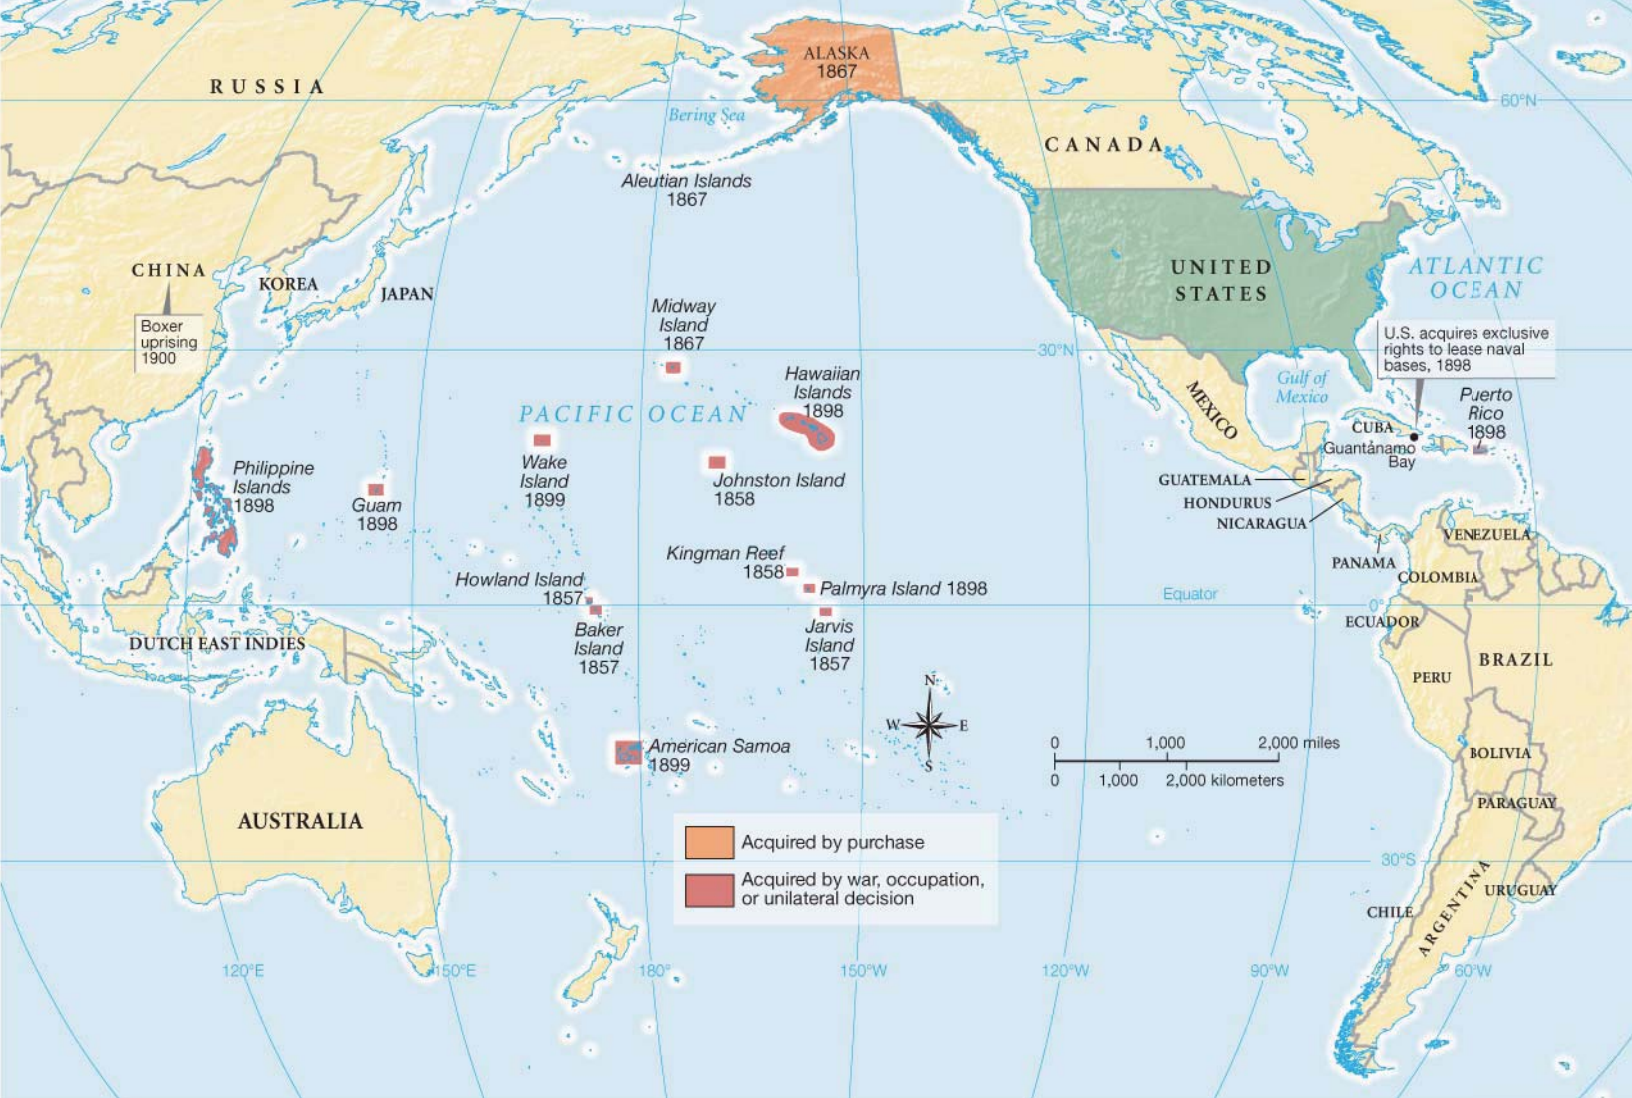 ALASKA
1867
RUSSIA
Bering Sea
60°N
CANADA
Aleutian Islands
1867
CHINA
KOREA
JAPAN
UNITED
STATES
ATLANTIC
OCEAN
Boxer
uprising
1900
Midway
Island
1867
30°N
U.S. acquires exclusive
rights to lease naval
bases, 1898
Hawaiian
Islands
1898
PACIFIC OCEAN
Gulf of
Mexico
MEXICO
Puerto
Rico
1898
CUBA
Guantánamo
Bay
Philippine
Islands
1898
Guam
1898
Wake
Island
1899
Johnston Island
1858
GUATEMALA
HONDURUS
NICARAGUA
PANAMA
VENEZUELA
COLOMBIA
Kingman Reef
1858
Palmyra Island 1898
Howland Island
1857
Baker
Island
1857
Jarvis
Island
1857
Equator
0°
ECUADOR
DUTCH EAST INDIES
PERU
BRAZIL
N
W
E
S
American Samoa
1899
0
1,000
2,000 miles
0
1,000
2,000 kilometers
BOLIVIA
PARAGUAY
AUSTRALIA
Acquired by purchase
Acquired by war, occupation,
or unilateral decision
30°S
URUGUAY
CHILE
ARGENTINA
120°E
150°E
180°
150°W
120°W
90°W
60°W